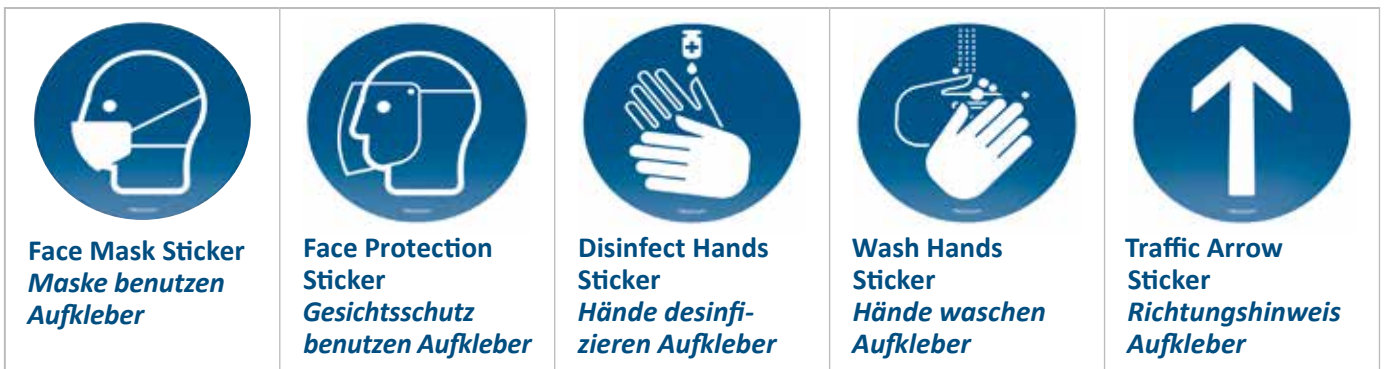 Face Mask Sticker
Maske benutzen
Aufkleber
Face Protection
Sticker
Gesichtsschutz
benutzen Aufkleber
Disinfect Hands
Sticker
Hände desinfi-
zieren Aufkleber
Wash Hands
Sticker
Hände waschen
Aufkleber
Traffic Arrow
Sticker
Richtungshinweis
Aufkleber